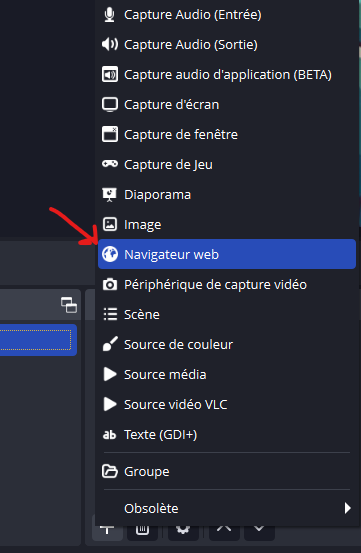 Capture Audio (Entrée)
Capture Audio (Sortie)
Capture audio d'application (BETA)
Capture d'écran
Capture de fenêtre
Capture de Jeu
Diaporama
Image
Navigateur web
Périphérique de capture vidéo
Scène
Source de couleur
Source média
Source vidéo VLC
ab Texte (GDI+)
Groupe
Obsolète